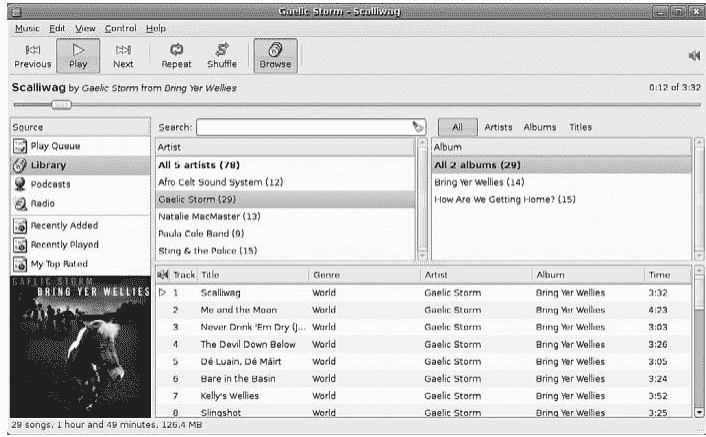 Gaelic Storm - Scalliwag
Music Edit View Control Help
Previous Play Next Repeat Shuffle Browse
Scalliwag by Gaelic Storm from Bring Yer Wellies 0:12 of 3:32
Source
Play Queue
Library
Podcasts
Radio
Recently Added
Recently Played
My Top Rated
GAELIC STORM
BRING YER WELLIES
Search: All Artists Albums Titles
Artist
All 5 artists (78)
Afro Celt Sound System (12)
Gaelic Storm (29)
Natalie MacMaster (13)
Paula Cole Band (9)
Sting & the Police (15)
Album
All 2 albums (29)
Bring Yer Wellies (14)
How Are We Getting Home? (15)
Track Title Genre Artist Album Time
1 Scalliwag World Gaelic Storm Bring Yer Wellies 3:32
2 Me and the Moon World Gaelic Storm Bring Yer Wellies 4:23
3 Never Drink 'Em Dry (J... World Gaelic Storm Bring Yer Wellies 3:03
4 The Devil Down Below World Gaelic Storm Bring Yer Wellies 3:26
5 Dé Luain, Dé Máirt World Gaelic Storm Bring Yer Wellies 3:05
6 Bare in the Basin World Gaelic Storm Bring Yer Wellies 3:24
7 Kelly's Wellies World Gaelic Storm Bring Yer Wellies 3:52
8 Slingshot World Gaelic Storm Bring Yer Wellies 3:25
29 songs, 1 hour and 49 minutes, 126.4 MB